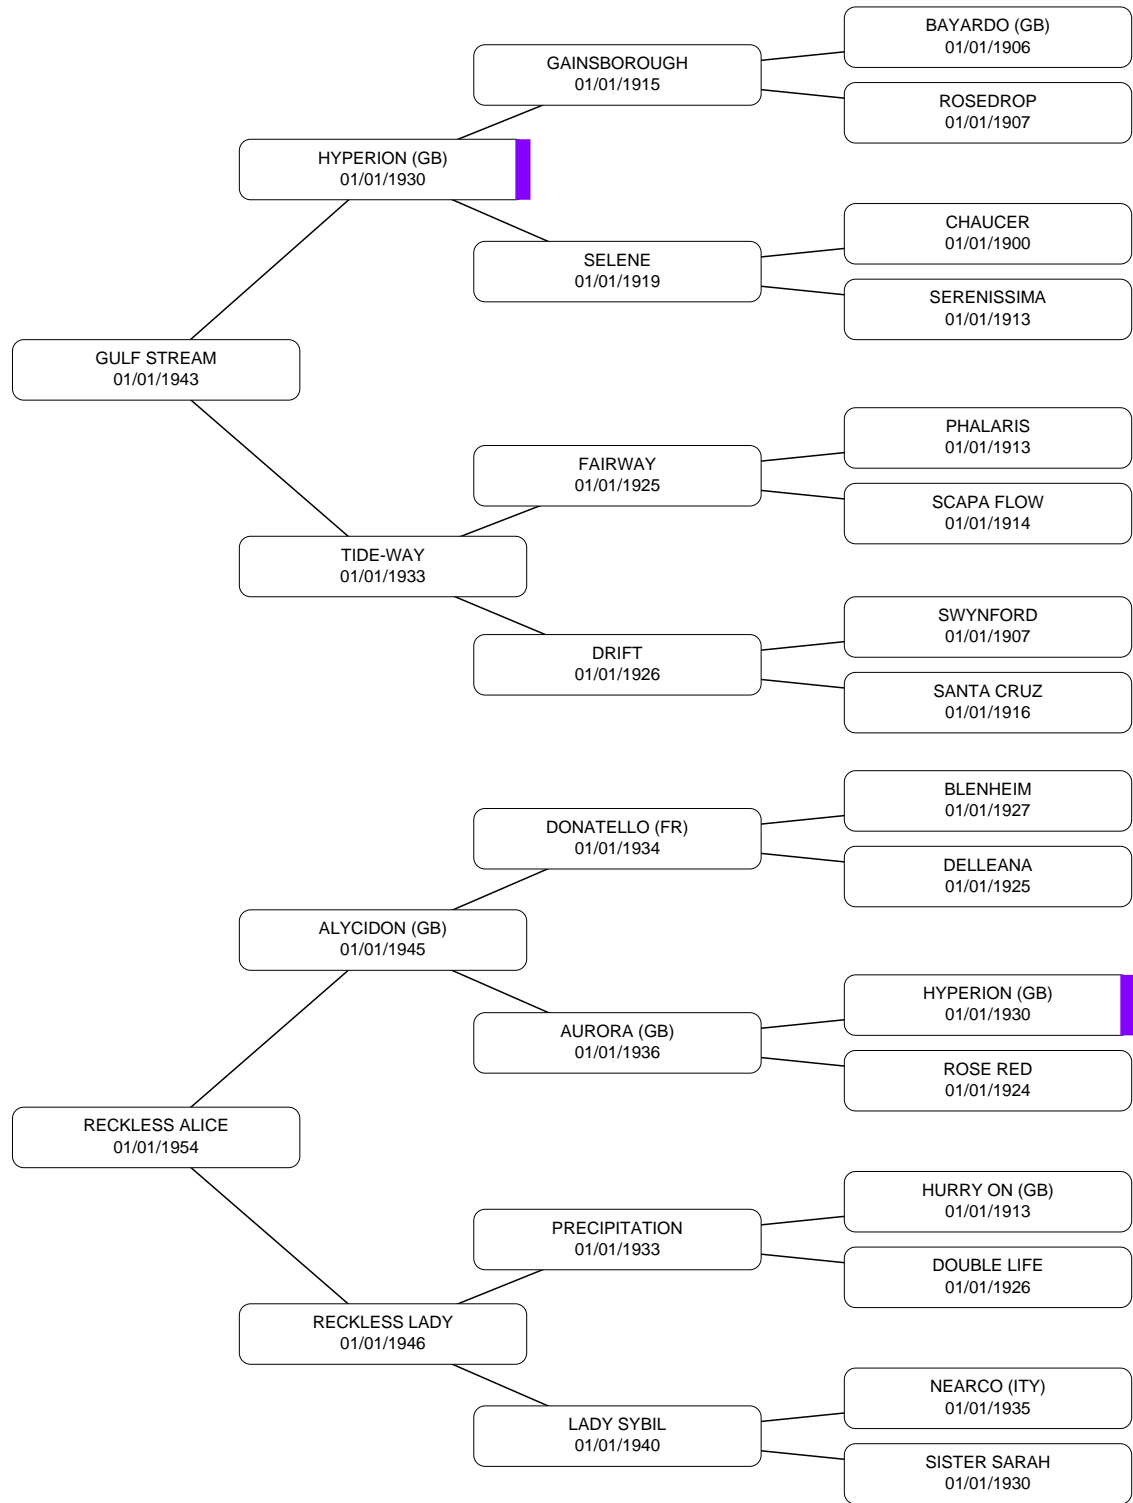 BAYARDO (GB)
01/01/1906
GAINSBOROUGH
01/01/1915
ROSEDROP
01/01/1907
HYPERION (GB)
01/01/1930
CHAUCER
01/01/1900
SELENE
01/01/1919
SERENISSIMA
01/01/1913
GULF STREAM
01/01/1943
PHALARIS
01/01/1913
FAIRWAY
01/01/1925
SCAPA FLOW
01/01/1914
TIDE-WAY
01/01/1933
SWYNFORD
01/01/1907
DRIFT
01/01/1926
SANTA CRUZ
01/01/1916
BLENHEIM
01/01/1927
DONATELLO (FR)
01/01/1934
DELLEANA
01/01/1925
ALYCIDON (GB)
01/01/1945
HYPERION (GB)
01/01/1930
AURORA (GB)
01/01/1936
ROSE RED
01/01/1924
RECKLESS ALICE
01/01/1954
HURRY ON (GB)
01/01/1913
PRECIPITATION
01/01/1933
DOUBLE LIFE
01/01/1926
RECKLESS LADY
01/01/1946
NEARCO (ITY)
01/01/1935
LADY SYBIL
01/01/1940
SISTER SARAH
01/01/1930